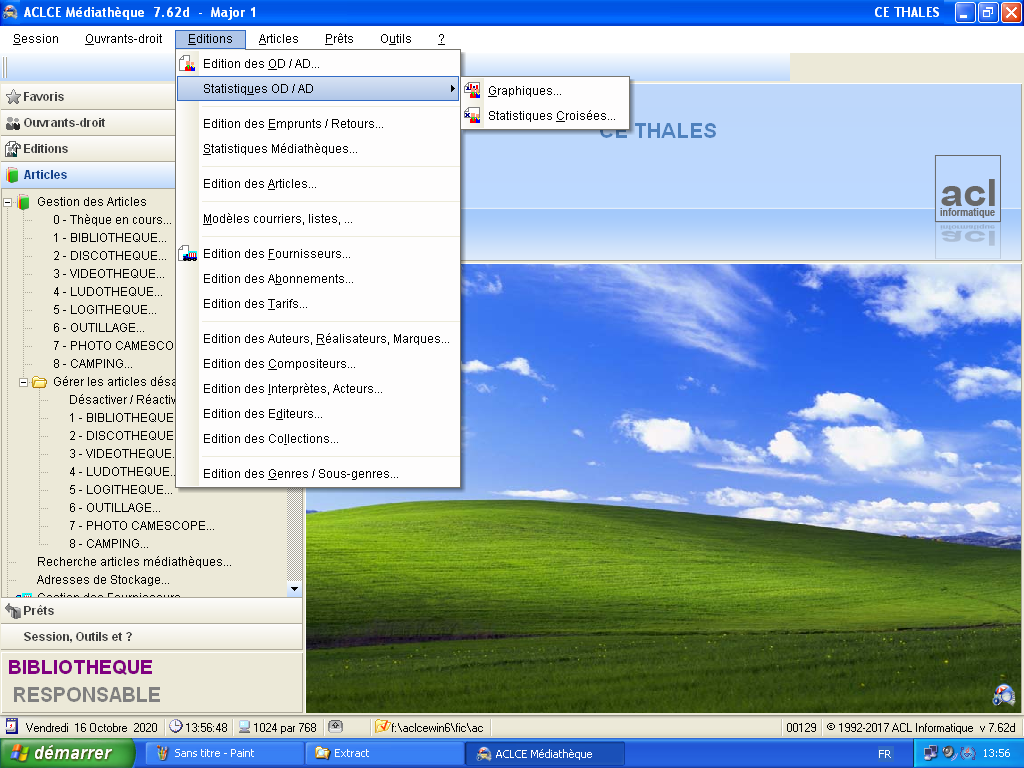 ACLCE Médiathèque 7.62d - Major 1 CE THALES
Session Ouvrants-droit Editions Articles Prêts Outils ?
Edition des OD / AD...
Statistiques OD / AD
Graphiques...
Statistiques Croisées...
Edition des Emprunts / Retours...
Statistiques Médiathèques...
Edition des Articles...
Modèles courriers, listes, ...
Edition des Fournisseurs...
Edition des Abonnements...
Edition des Tarifs...
Edition des Auteurs, Réalisateurs, Marques...
Edition des Compositeurs...
Edition des Interprètes, Acteurs...
Edition des Editeurs...
Edition des Collections...
Edition des Genres / Sous-genres...
CE THALES
acl
informatique
Favoris
Ouvrants-droit
Editions
Articles
Gestion des Articles
0 - Thèque en cours...
1 - BIBLIOTHEQUE...
2 - DISCOTHEQUE...
3 - VIDEOTHEQUE...
4 - LUDOTHEQUE...
5 - LOGITHEQUE...
6 - OUTILLAGE...
7 - PHOTO CAMESCO
8 - CAMPING...
Gérer les articles désa
Désactiver / Réactiv
1 - BIBLIOTHEQUE
2 - DISCOTHEQUE
3 - VIDEOTHEQUE
4 - LUDOTHEQUE...
5 - LOGITHEQUE...
6 - OUTILLAGE...
7 - PHOTO CAMESCOPE...
8 - CAMPING...
Recherche articles médiathèques...
Adresses de Stockage...
Gestion des Fournisseurs
Prêts
Session, Outils et ?
BIBLIOTHEQUE
RESPONSABLE
Vendredi 16 Octobre 2020 13:56:48 1024 par 768 f:\aclcewin6\fic\ac 00129 © 1992-2017 ACL Informatique v 7.62d
démarrer Sans titre - Paint Extract ACLCE Médiathèque FR 13:56